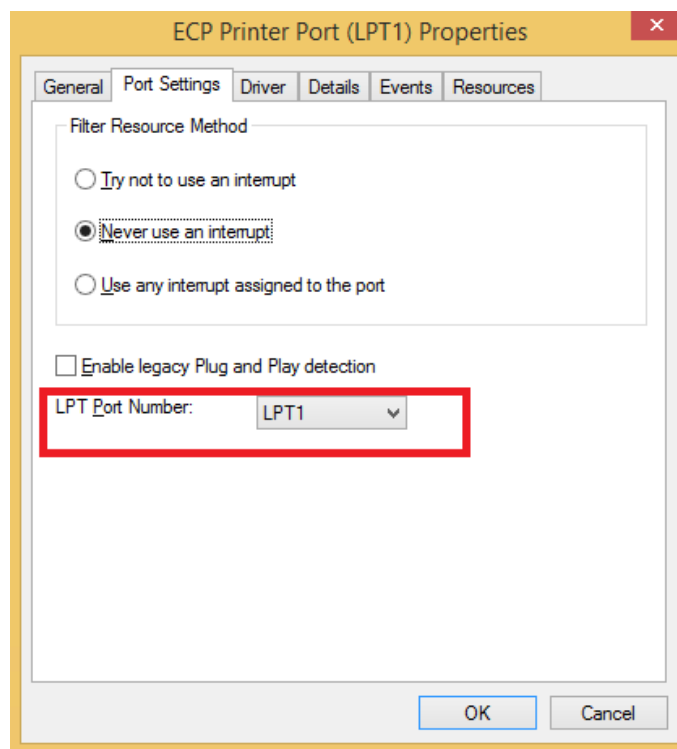 ECP Printer Port (LPT1) Properties
General Port Settings Driver Details Events Resources
Filter Resource Method
Try not to use an interrupt
Never use an interrupt
Use any interrupt assigned to the port
Enable legacy Plug and Play detection
LPT Port Number: LPT1
OK Cancel